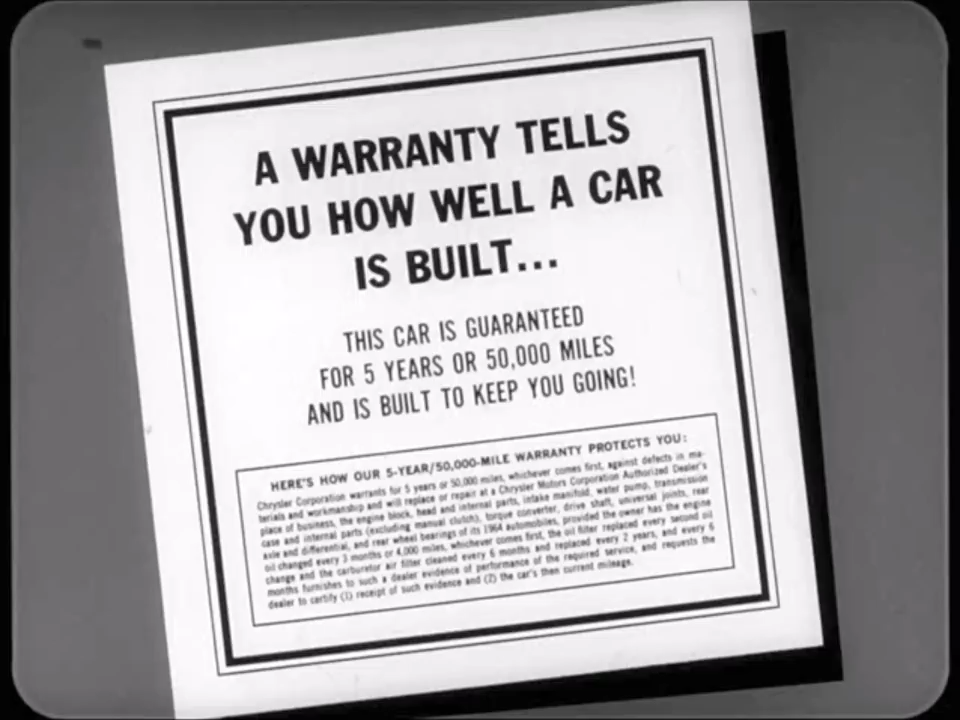 A WARRANTY TELLS
YOU HOW WELL A CAR
IS BUILT...
THIS CAR IS GUARANTEED
FOR 5 YEARS OR 50,000 MILES
AND IS BUILT TO KEEP YOU GOING!
HERE'S HOW OUR 5-YEAR/50,000-MILE WARRANTY PROTECTS YOU:
Chrysler Corporation warrants for 5 years or 50,000 miles, whichever comes first, against defects in ma-
terials and workmanship and will replace or repair at a Chrysler Motors Corporation Authorized Dealer's
place of business, the engine block, head and internal parts, intake manifold, water pump, transmission
case and internal parts (excluding manual clutch), torque converter, drive shaft, universal joints, rear
axle and differential, and rear wheel bearings of its 1964 automobiles, provided the owner has the engine
oil changed every 3 months or 4,000 miles, whichever comes first, the oil filter replaced every second oil
change and the carburetor air filter cleaned every 6 months and replaced every 2 years, and every 6
months furnishes to such a dealer evidence of performance of the required service, and requests the
dealer to certify (1) receipt of such evidence and (2) the car's then current mileage.